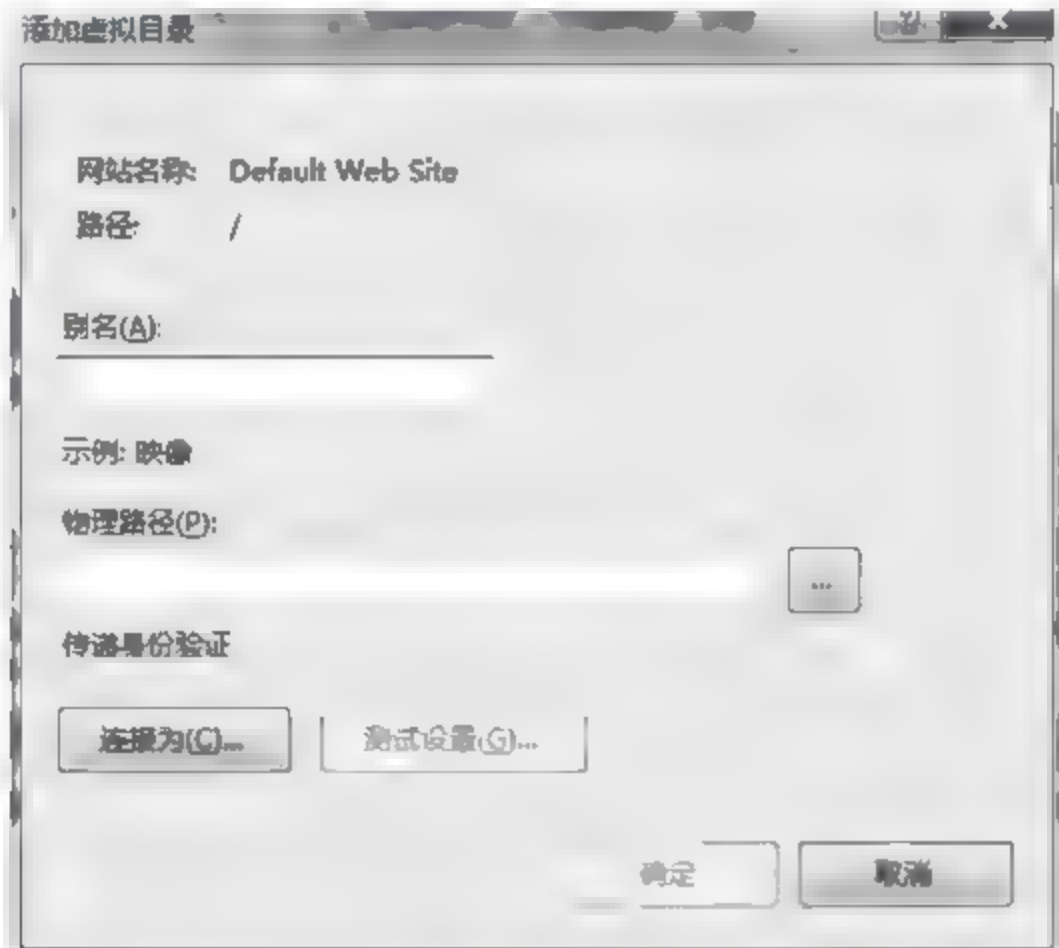 添加虚拟目录
网站名称: Default Web Site
路径: /
别名(A):
示例: 映像
物理路径(P):
...
传递身份验证
连接为(C)... 测试设置(G)...
确定 取消